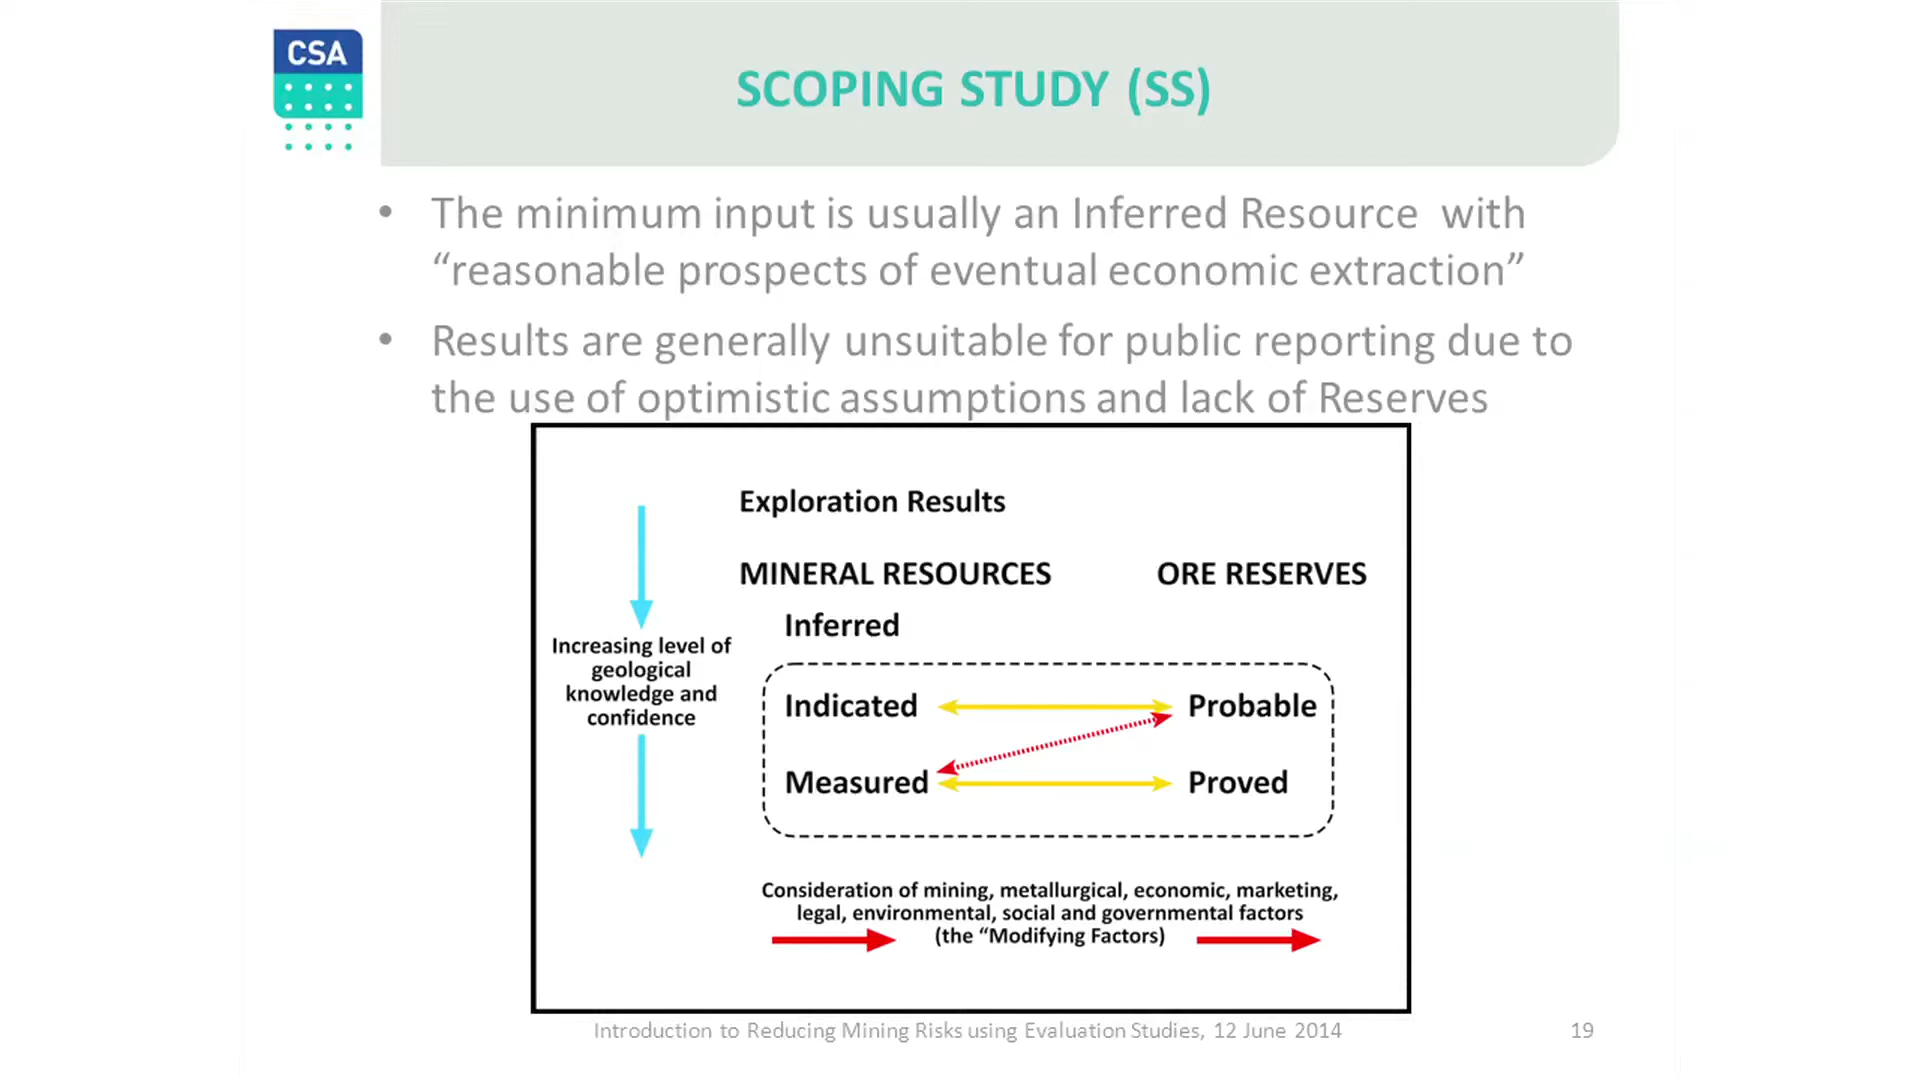 CSA
SCOPING STUDY (SS)
• The minimum input is usually an Inferred Resource with
“reasonable prospects of eventual economic extraction”
• Results are generally unsuitable for public reporting due to
the use of optimistic assumptions and lack of Reserves
Exploration Results
MINERAL RESOURCES
ORE RESERVES
Inferred
Increasing level of
geological
knowledge and
confidence
Indicated
Probable
Measured
Proved
Consideration of mining, metallurgical, economic, marketing,
legal, environmental, social and governmental factors
(the “Modifying Factors)
Introduction to Reducing Mining Risks using Evaluation Studies, 12 June 2014
19